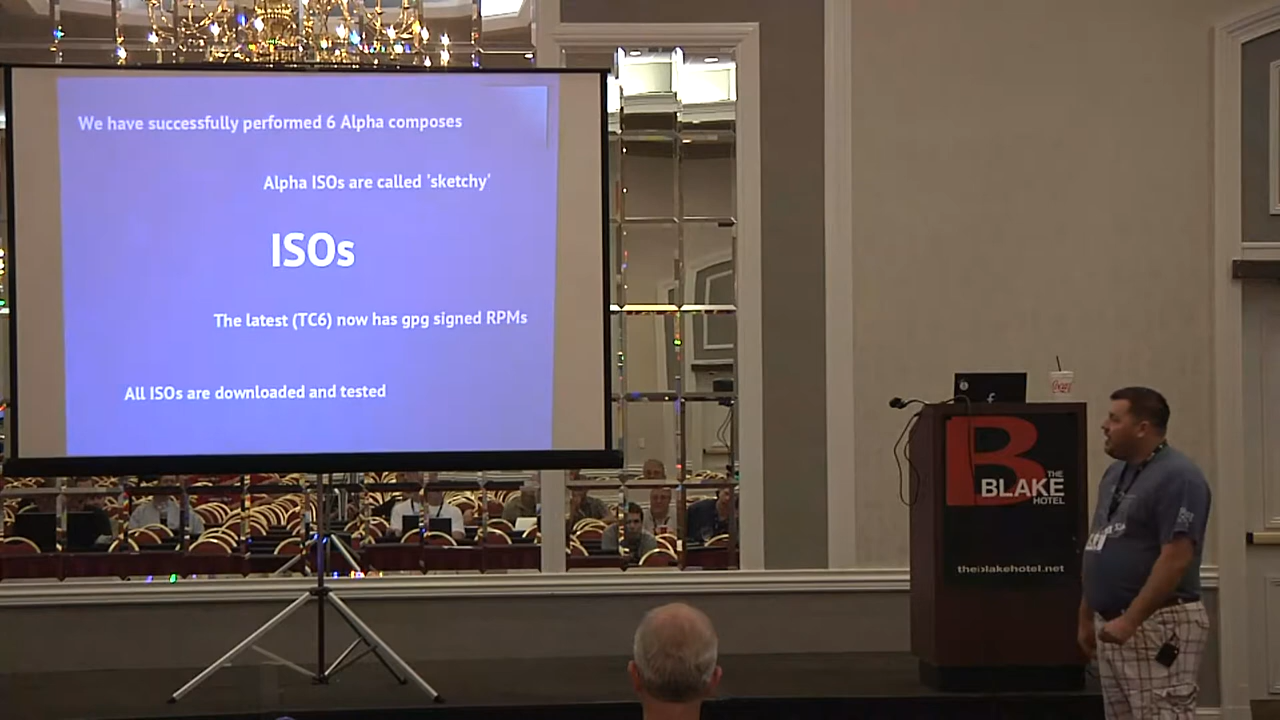 We have successfully performed 6 Alpha composes
Alpha ISOs are called 'sketchy'
ISOs
The latest (TC6) now has gpg signed RPMs
All ISOs are downloaded and tested
B
THE
BLAKE
HOTEL
theblakehotel.net